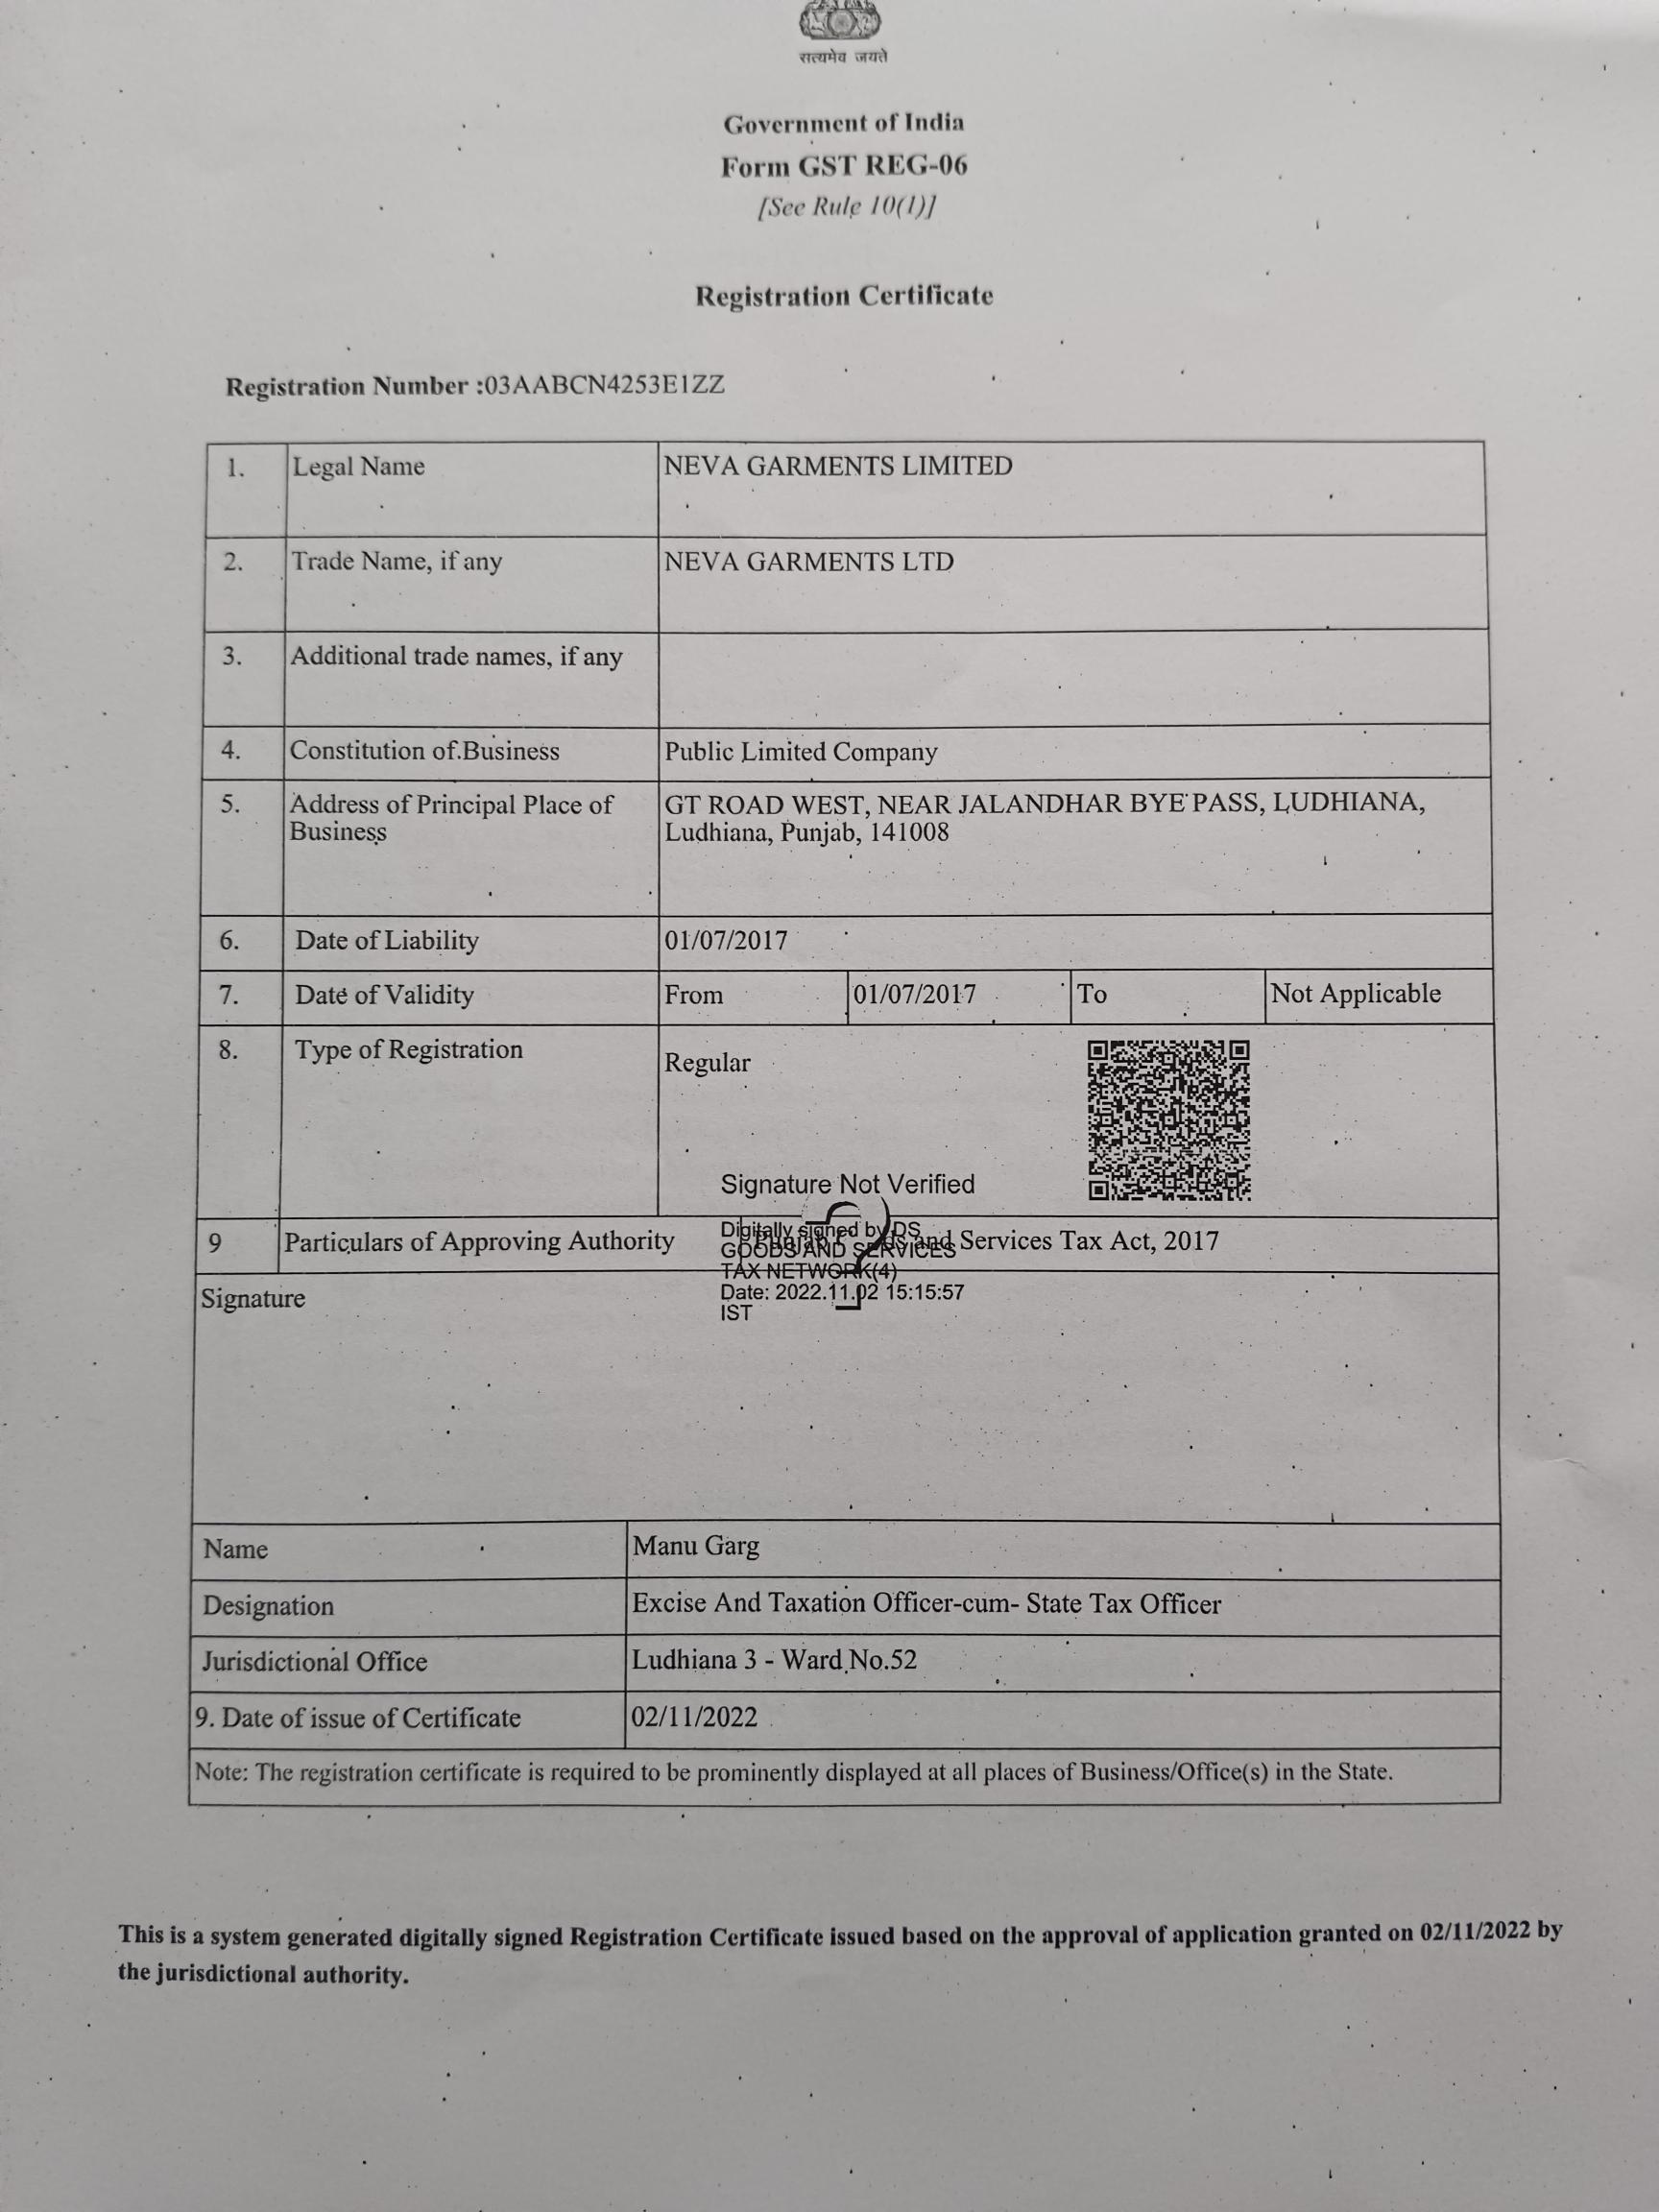 सत्यमेव जयते
Government of India
Form GST REG-06
[See Rule 10(1)]
Registration Certificate
Registration Number :03AABCN4253E1ZZ
1. Legal Name NEVA GARMENTS LIMITED
2. Trade Name, if any NEVA GARMENTS LTD
3. Additional trade names, if any
4. Constitution of Business Public Limited Company
5. Address of Principal Place of GT ROAD WEST, NEAR JALANDHAR BYE PASS, LUDHIANA,
Business Ludhiana, Punjab, 141008
6. Date of Liability 01/07/2017
7. Date of Validity From 01/07/2017 To Not Applicable
8. Type of Registration Regular
Signature Not Verified
Digitally signed by DS
GOODS AND SERVICES
TAX NETWORK(4)
Date: 2022.11.02 15:15:57
IST
9 Particulars of Approving Authority and Services Tax Act, 2017
Signature
Name Manu Garg
Designation Excise And Taxation Officer-cum- State Tax Officer
Jurisdictional Office Ludhiana 3 - Ward No.52
9. Date of issue of Certificate 02/11/2022
Note: The registration certificate is required to be prominently displayed at all places of Business/Office(s) in the State.
This is a system generated digitally signed Registration Certificate issued based on the approval of application granted on 02/11/2022 by
the jurisdictional authority.